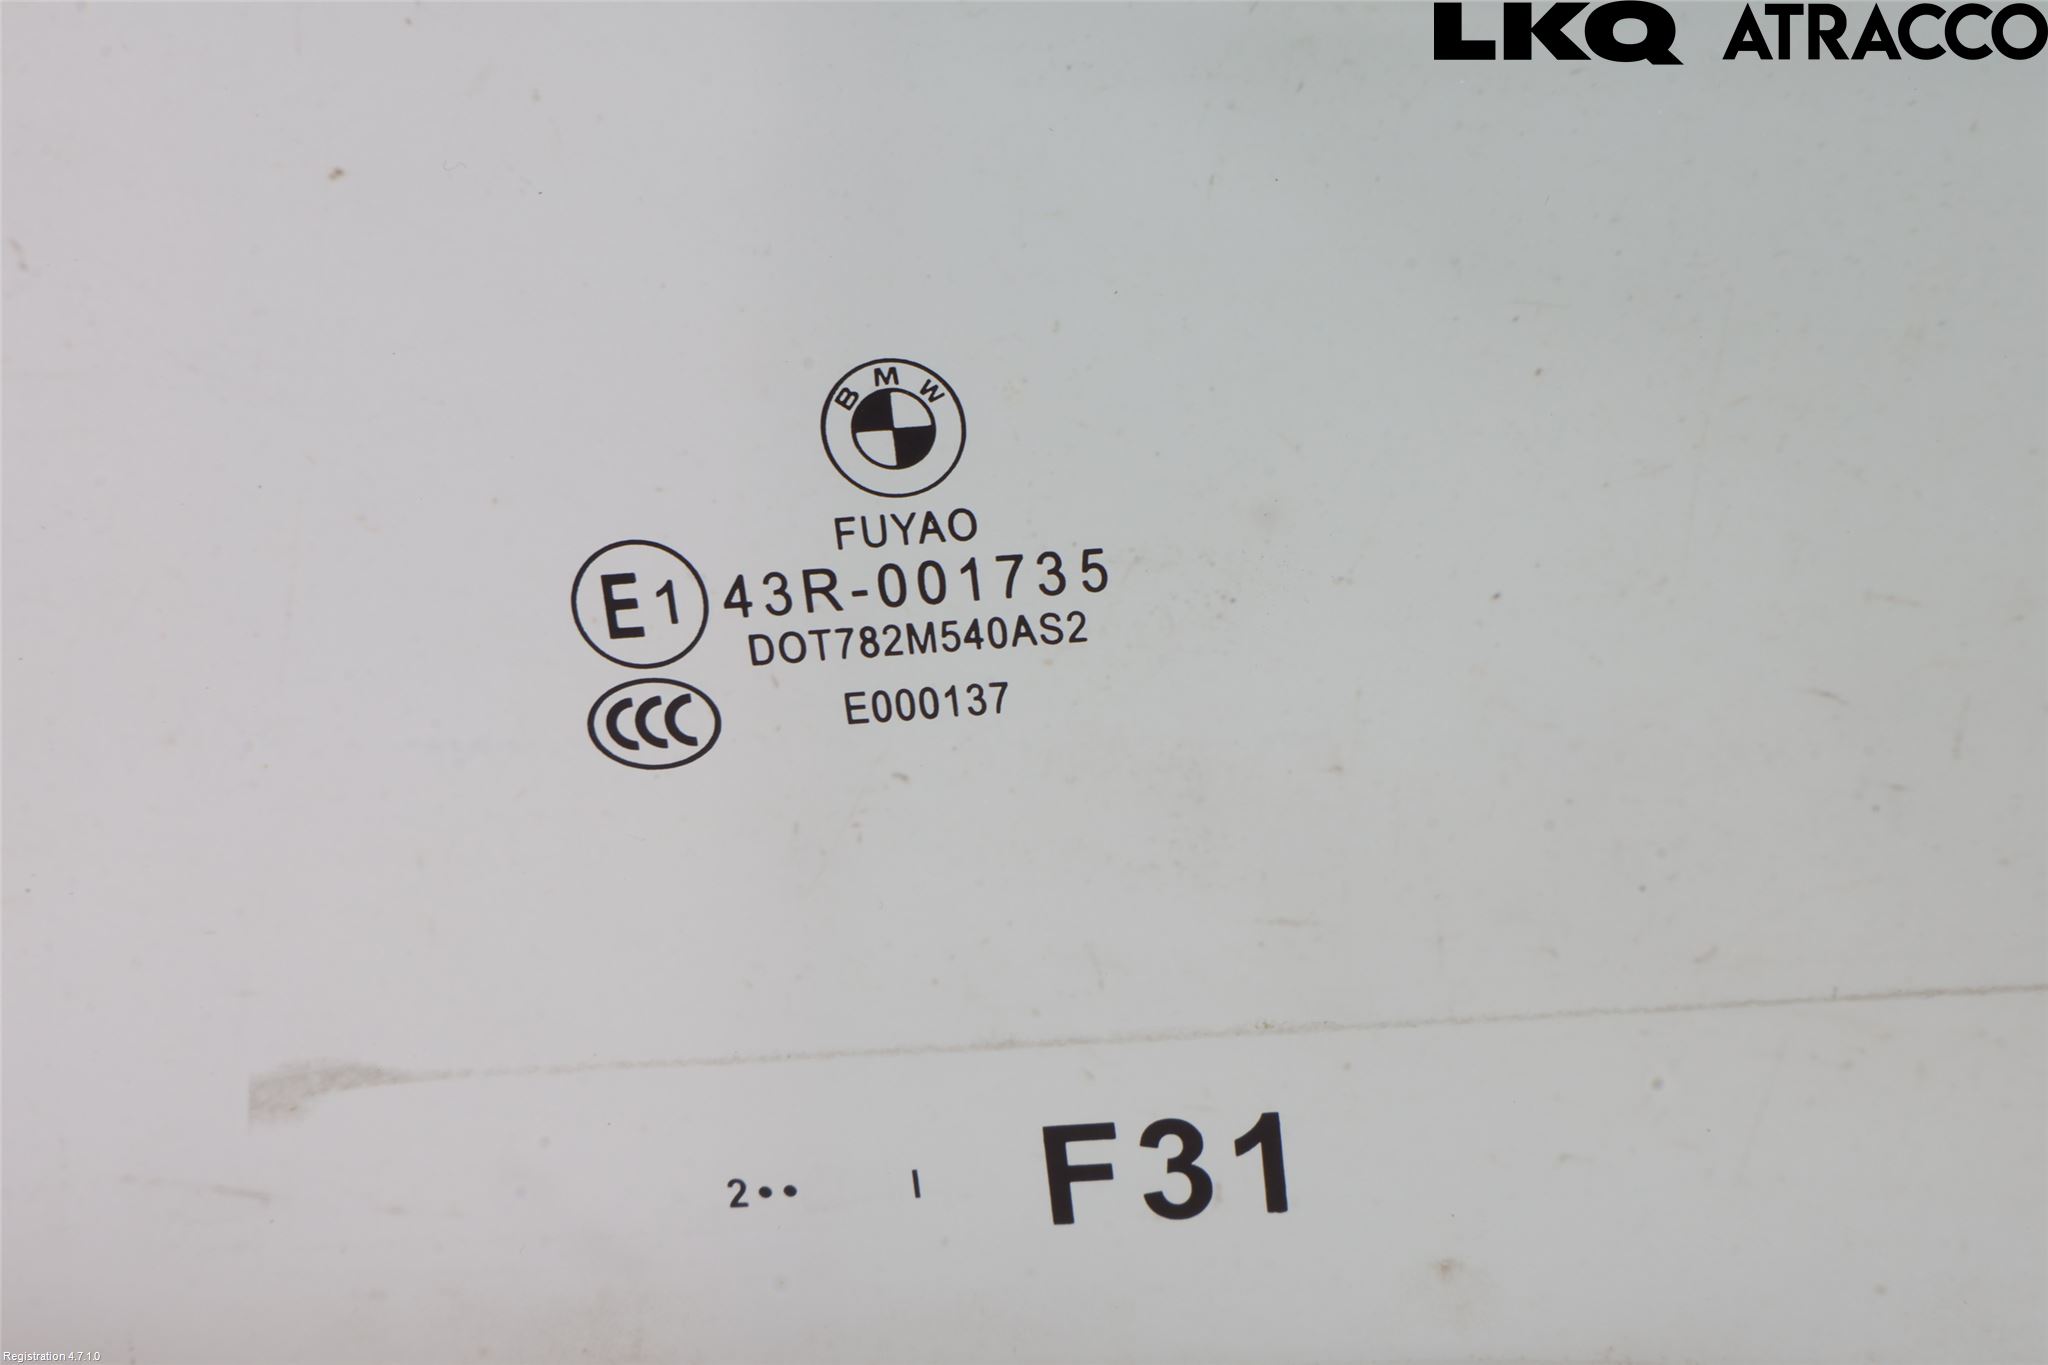 LKQ ATRACCO
BMW
FUYAO
E1 43R-001735
DOT782M540AS2
CCC E000137
2•• I F31
Registration 4.7.1.0